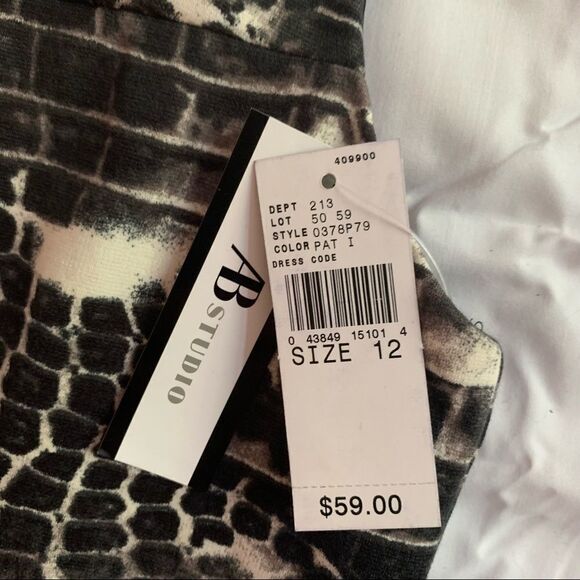 AB STUDIO
409900
DEPT 213
LOT 50 59
STYLE 0378P79
COLOR PAT I
DRESS CODE
0 43849 15101 4
SIZE 12
$59.00